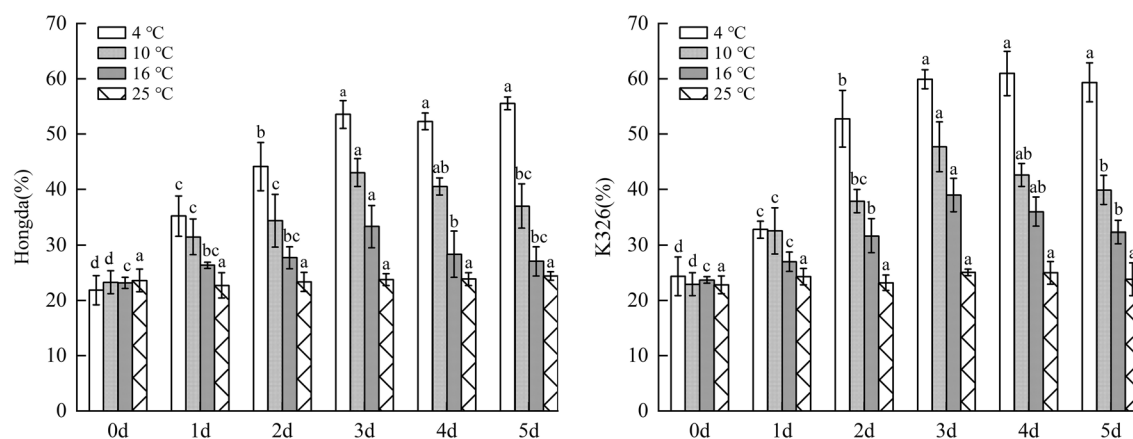 Hongda(%)
70
60
50
40
30
20
10
0
4 ℃
10 ℃
16 ℃
25 ℃
d d c a
c c bc a
b c bc a
a a a a
a ab b a
a bc bc a
0d 1d 2d 3d 4d 5d
K326(%)
70
60
50
40
30
20
10
0
4 ℃
10 ℃
16 ℃
25 ℃
d d c a
c c c a
b bc b a
a a a a
a ab ab a
a b b a
0d 1d 2d 3d 4d 5d